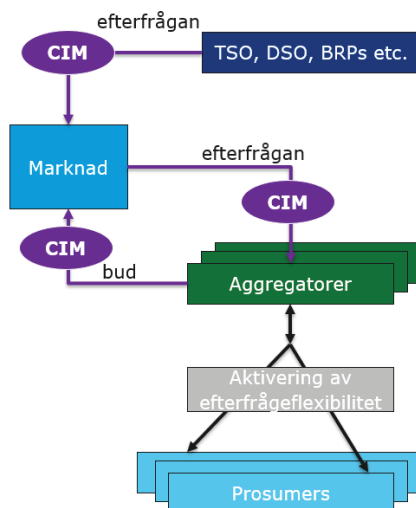 efterfrågan
CIM
TSO, DSO, BRPs etc.
Marknad
efterfrågan
CIM
CIM
bud
Aggregatorer
Aktivering av
efterfrågeflexibilitet
Prosumers